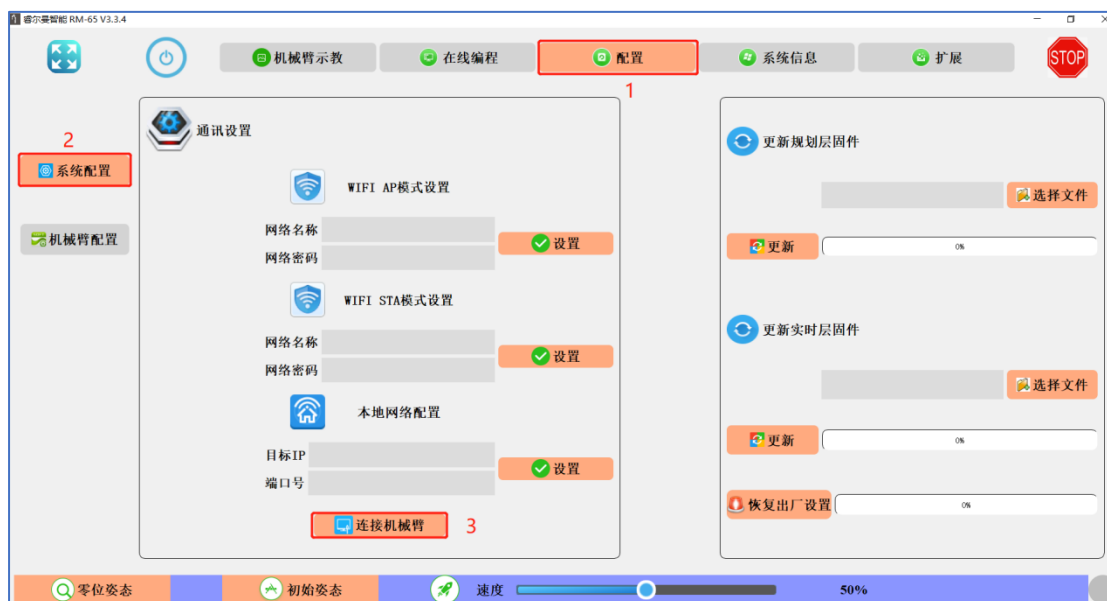 睿尔曼智能 RM-65 V3.3.4
机械臂示教
在线编程
配置
系统信息
扩展
STOP
1
2
系统配置
机械臂配置
通讯设置
WIFI AP模式设置
网络名称
网络密码
设置
WIFI STA模式设置
网络名称
网络密码
设置
本地网络配置
目标IP
端口号
设置
连接机械臂
3
更新规划层固件
选择文件
更新
0%
更新实时层固件
选择文件
更新
0%
恢复出厂设置
0%
零位姿态
初始姿态
速度
50%